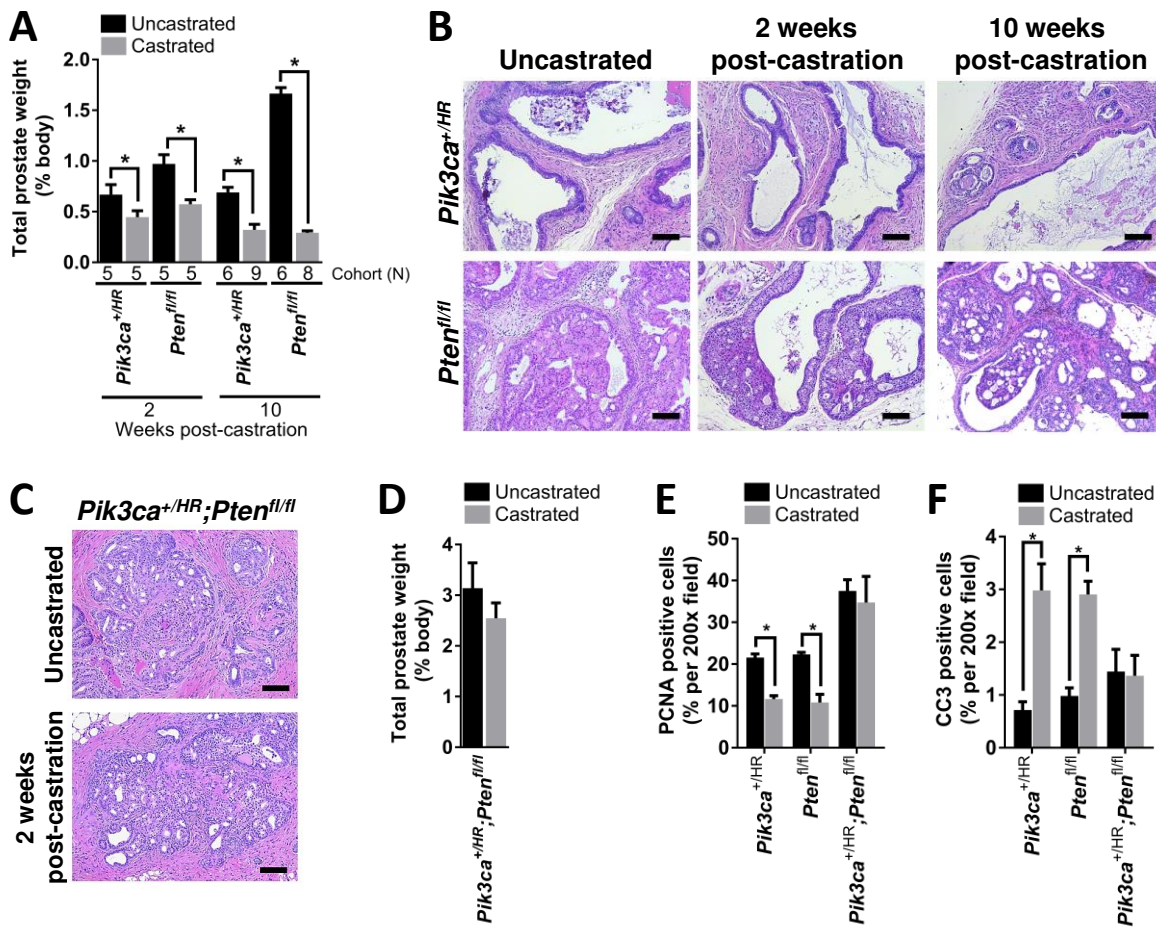 A
Uncastrated
Castrated
Total prostate weight
(% body)
2.0
1.5
1.0
0.5
0.0
* * * *
5 5 5 5 6 9 6 8 Cohort (N)
Pik3ca+/HR
Ptenfl/fl
Pik3ca+/HR
Ptenfl/fl
2 10
Weeks post-castration
B
Uncastrated
2 weeks
post-castration
10 weeks
post-castration
Pik3ca+/HR
Ptenfl/fl
C
Pik3ca+/HR;Ptenfl/fl
Uncastrated
2 weeks
post-castration
D
Uncastrated
Castrated
Total prostate weight
(% body)
4
3
2
1
0
Pik3ca+/HR;Ptenfl/fl
E
Uncastrated
Castrated
PCNA positive cells
(% per 200x field)
50
40
30
20
10
0
* *
Pik3ca+/HR
Ptenfl/fl
Pik3ca+/HR;Ptenfl/fl
F
Uncastrated
Castrated
CC3 positive cells
(% per 200x field)
4
3
2
1
0
* *
Pik3ca+/HR
Ptenfl/fl
Pik3ca+/HR;Ptenfl/fl